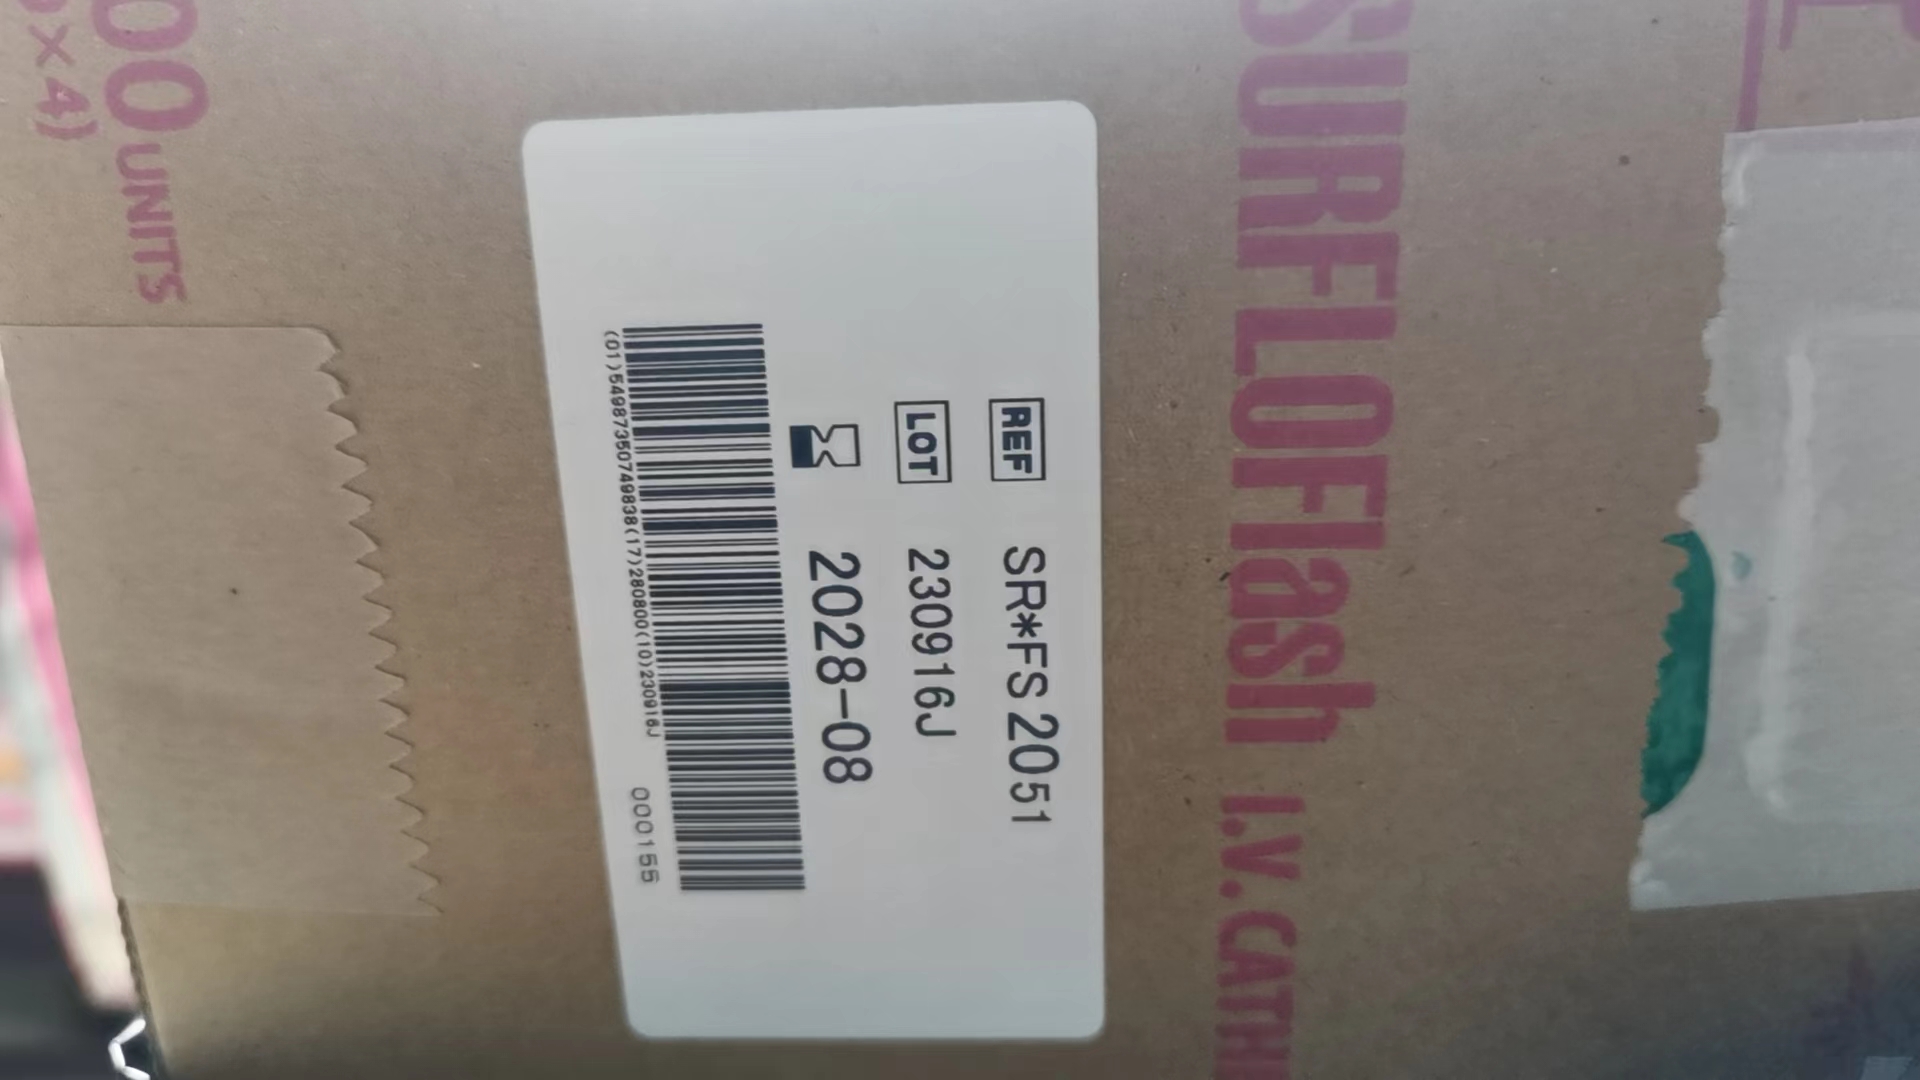 SURFLOFlash I.V. CATH
REF SR*FS2051
LOT 230916J
2028-08
(01)54987350749838(17)280800(10)230916J
000155
00 UNITS
×4)